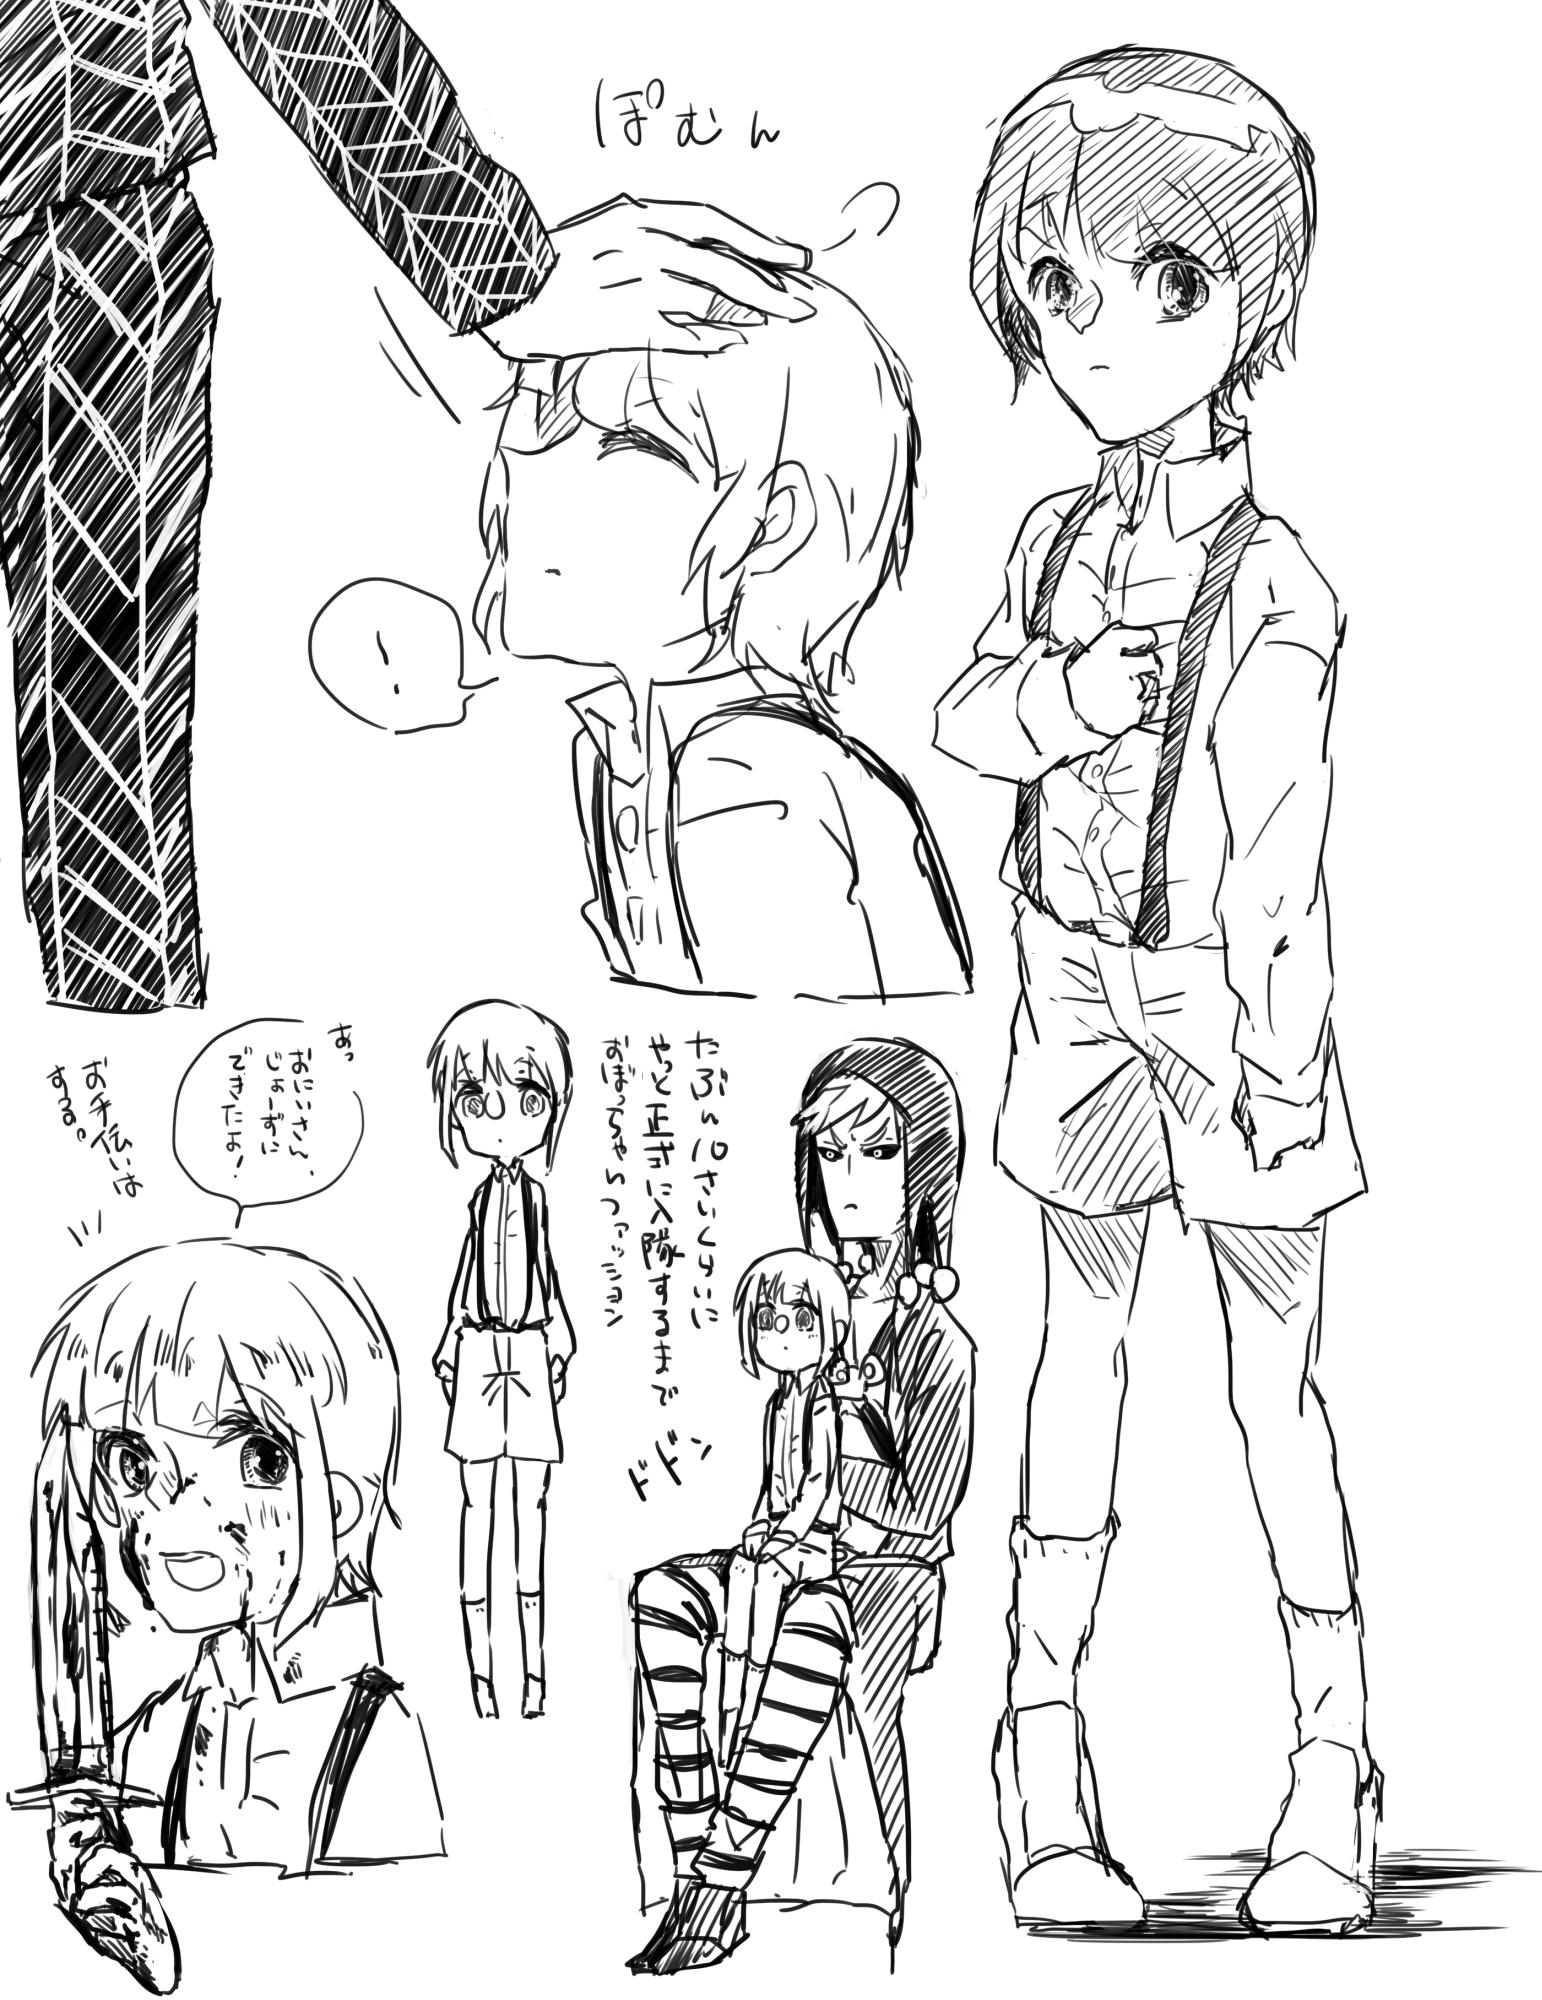 ぽむん
たぶん10さいくらいに
やっと正式に入隊するまで
おぼっちゃんファッション
ドドン
あっ
おにいさん、
じょーずに
できたよ!
お手伝いは
する。